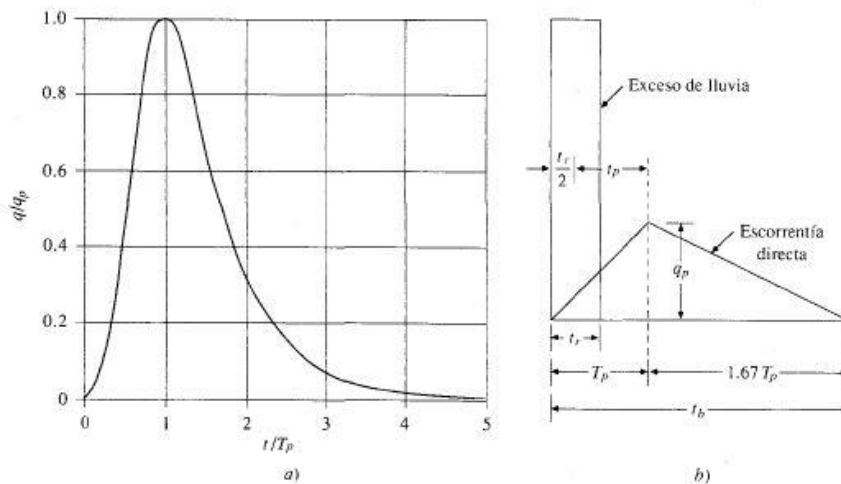 1.0
0.8
0.6
0.4
0.2
0
q/qp
0 1 2 3 4 5
t/Tp
a)
Exceso de lluvia
tr/2
tp
qp
Escorrentía
directa
tr
Tp
1.67 Tp
tb
b)